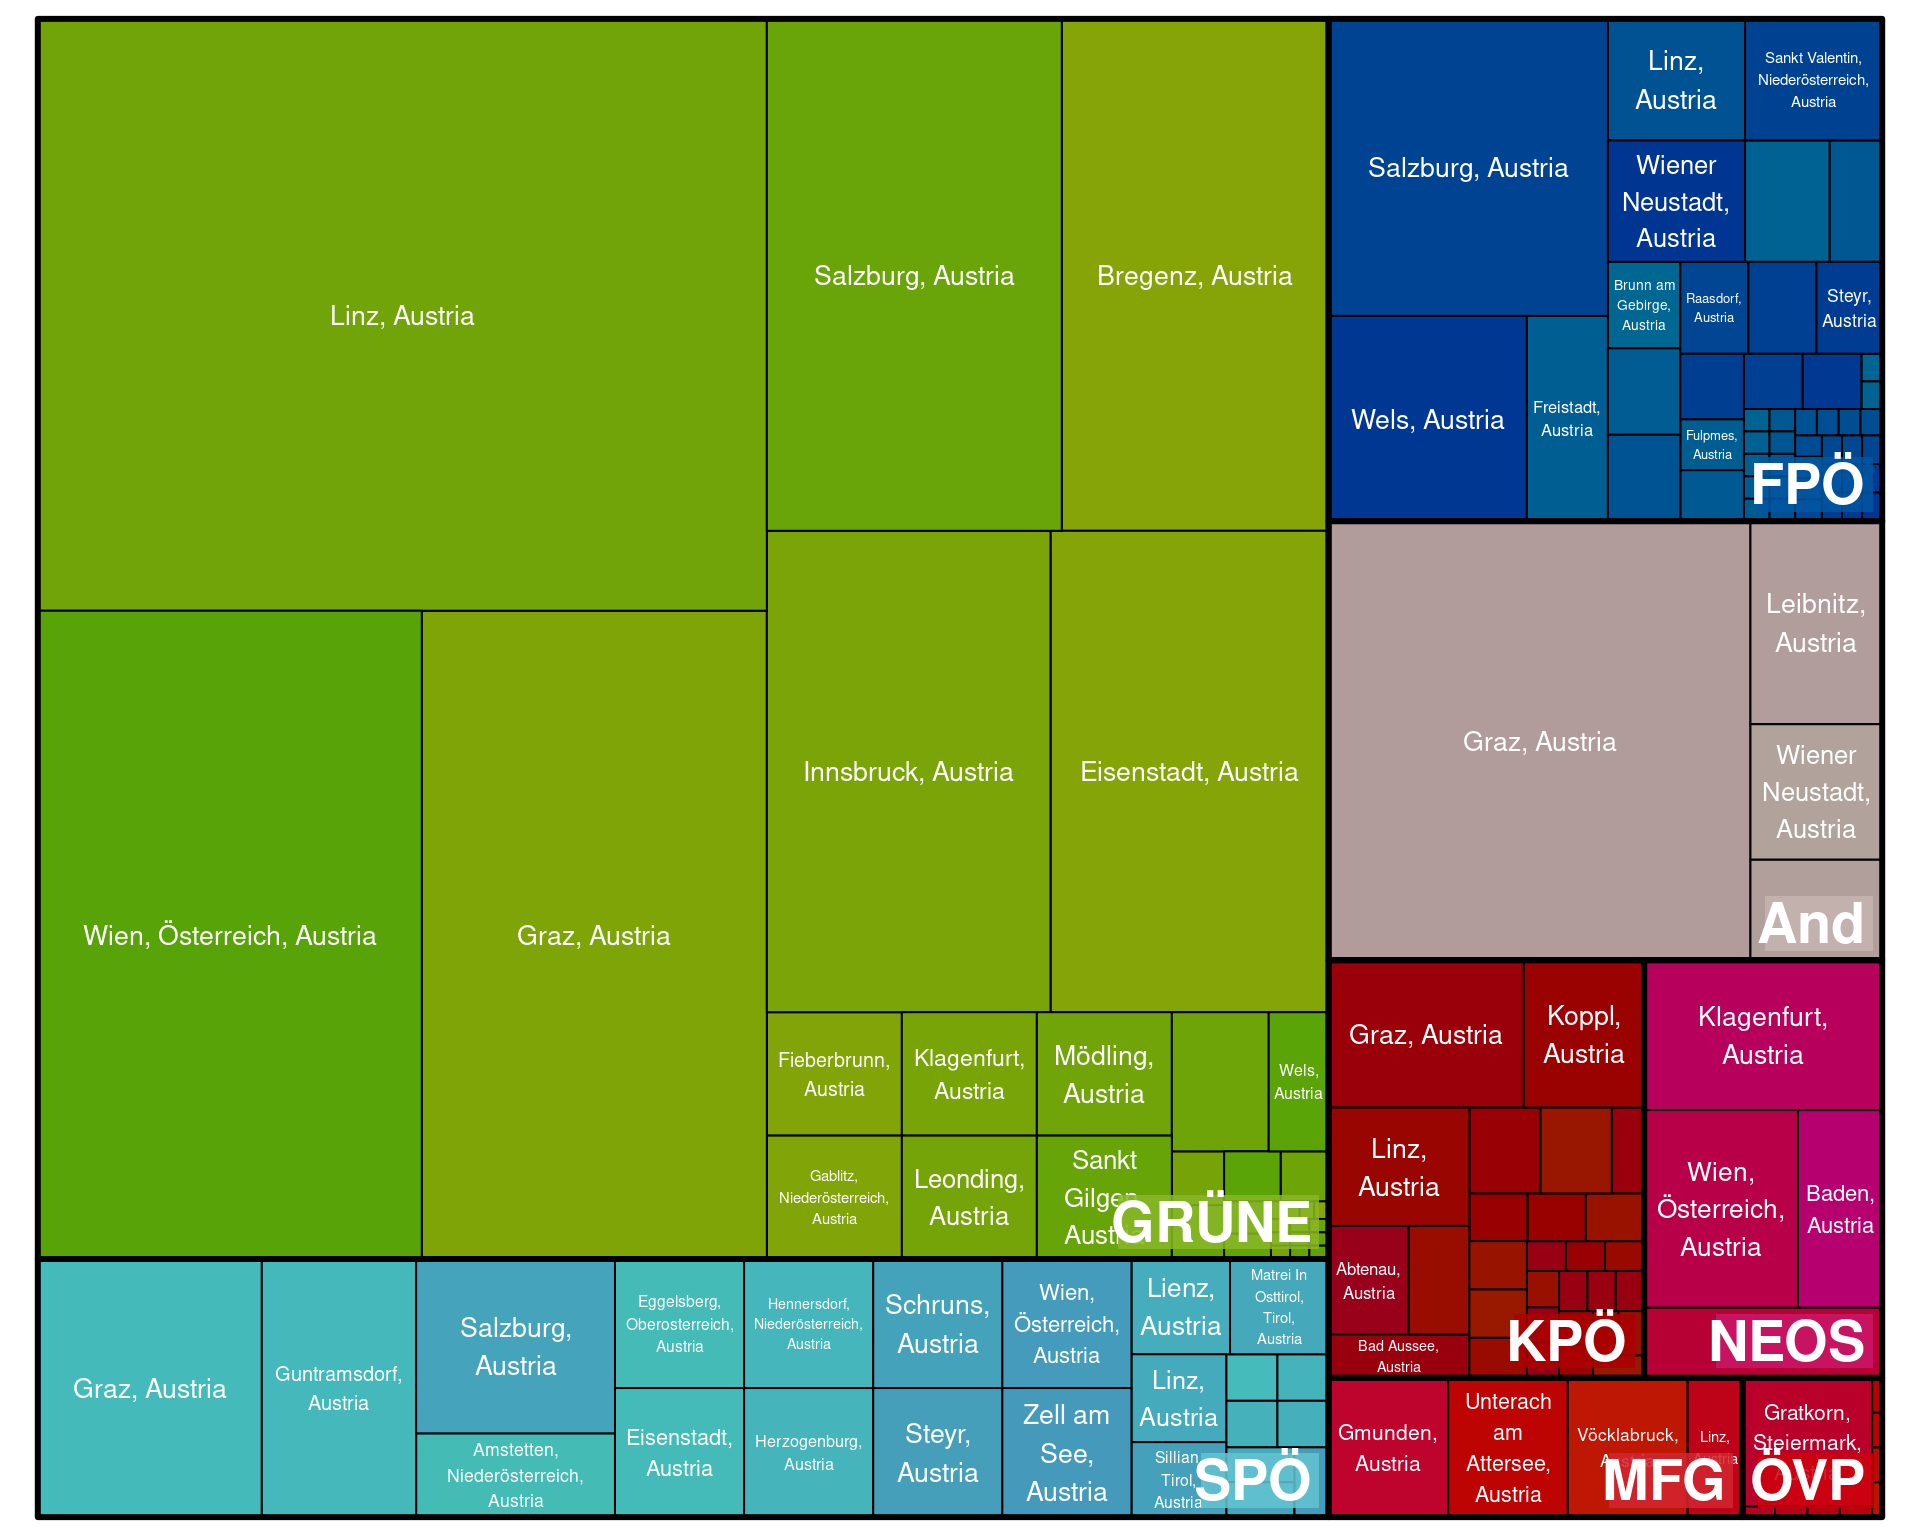 Linz, Austria
Salzburg, Austria
Bregenz, Austria
Wien, Österreich, Austria
Graz, Austria
Innsbruck, Austria
Eisenstadt, Austria
Fieberbrunn,
Austria
Klagenfurt,
Austria
Mödling,
Austria
Wels,
Austria
Gablitz,
Niederösterreich,
Austria
Leonding,
Austria
Sankt
Gilgen,
Austria
GRÜNE
Graz, Austria
Guntramsdorf,
Austria
Salzburg,
Austria
Amstetten,
Niederösterreich,
Austria
Eggelsberg,
Oberosterreich,
Austria
Eisenstadt,
Austria
Hennersdorf,
Niederösterreich,
Austria
Herzogenburg,
Austria
Schruns,
Austria
Steyr,
Austria
Wien,
Österreich,
Austria
Zell am
See,
Austria
Lienz,
Austria
Matrei In
Osttirol,
Tirol,
Austria
Linz,
Austria
Sillian,
Tirol,
Austria
SPÖ
Salzburg, Austria
Linz,
Austria
Sankt Valentin,
Niederösterreich,
Austria
Wiener
Neustadt,
Austria
Wels, Austria
Freistadt,
Austria
Brunn am
Gebirge,
Austria
Raasdorf,
Austria
Steyr,
Austria
Fulpmes,
Austria
FPÖ
Graz, Austria
Leibnitz,
Austria
Wiener
Neustadt,
Austria
And
Graz, Austria
Koppl,
Austria
Linz,
Austria
Abtenau,
Austria
Bad Aussee,
Austria
KPÖ
Klagenfurt,
Austria
Wien,
Österreich,
Austria
Baden,
Austria
NEOS
Gmunden,
Austria
Unterach
am
Attersee,
Austria
Vöcklabruck,
Austria
Linz,
Austria
MFG
Gratkorn,
Steiermark,
Austria
ÖVP